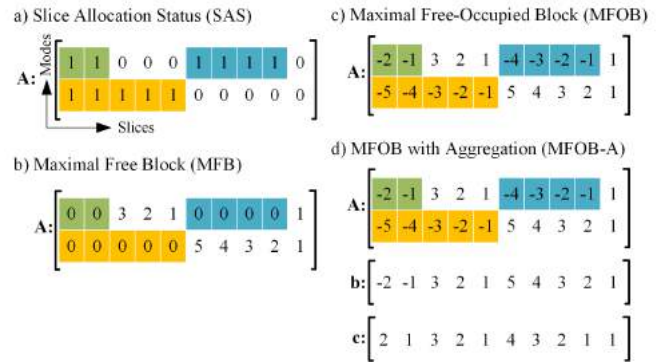 a) Slice Allocation Status (SAS)
A:
Modes
1 1 0 0 0 1 1 1 1 0
1 1 1 1 1 0 0 0 0 0
Slices
b) Maximal Free Block (MFB)
A:
0 0 3 2 1 0 0 0 0 1
0 0 0 0 0 5 4 3 2 1
c) Maximal Free-Occupied Block (MFOB)
A:
-2 -1 3 2 1 -4 -3 -2 -1 1
-5 -4 -3 -2 -1 5 4 3 2 1
d) MFOB with Aggregation (MFOB-A)
A:
-2 -1 3 2 1 -4 -3 -2 -1 1
-5 -4 -3 -2 -1 5 4 3 2 1
b: -2 -1 3 2 1 5 4 3 2 1
c: 2 1 3 2 1 4 3 2 1 1